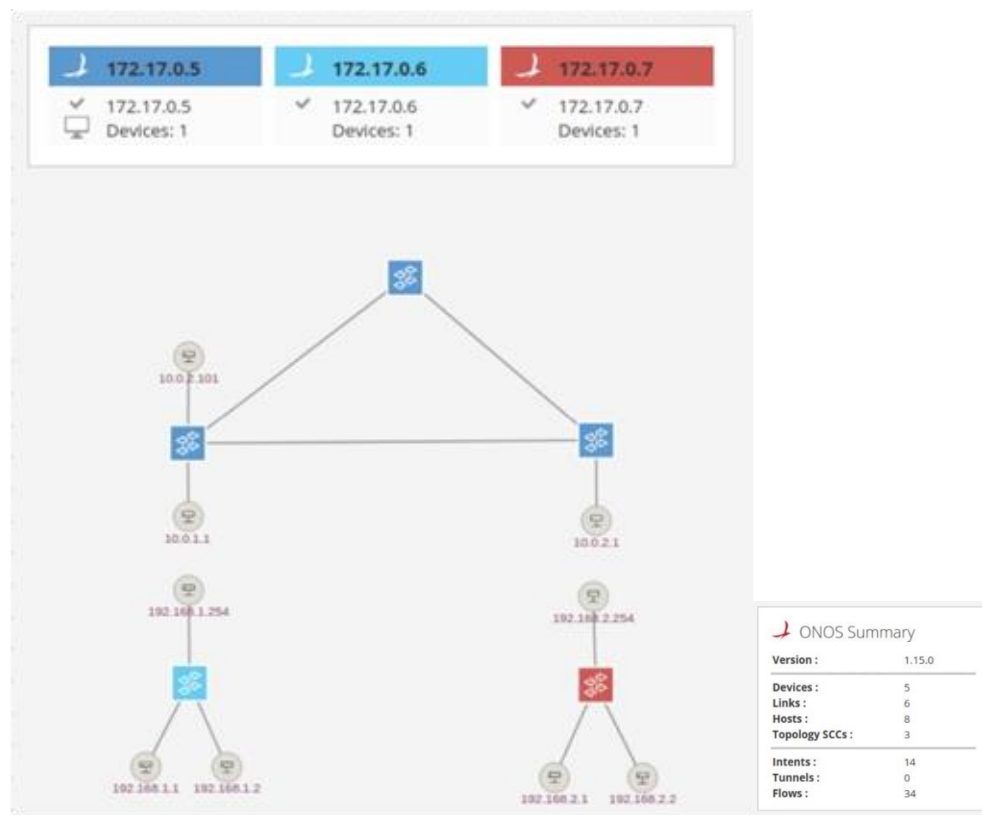 172.17.0.5
172.17.0.5
Devices: 1
172.17.0.6
172.17.0.6
Devices: 1
172.17.0.7
172.17.0.7
Devices: 1
10.0.2.101
10.0.1.1
10.0.2.1
192.168.1.254
192.168.2.254
192.168.1.1
192.168.1.2
192.168.2.1
192.168.2.2
ONOS Summary
Version : 1.15.0
Devices : 5
Links : 6
Hosts : 8
Topology SCCs : 3
Intents : 14
Tunnels : 0
Flows : 34